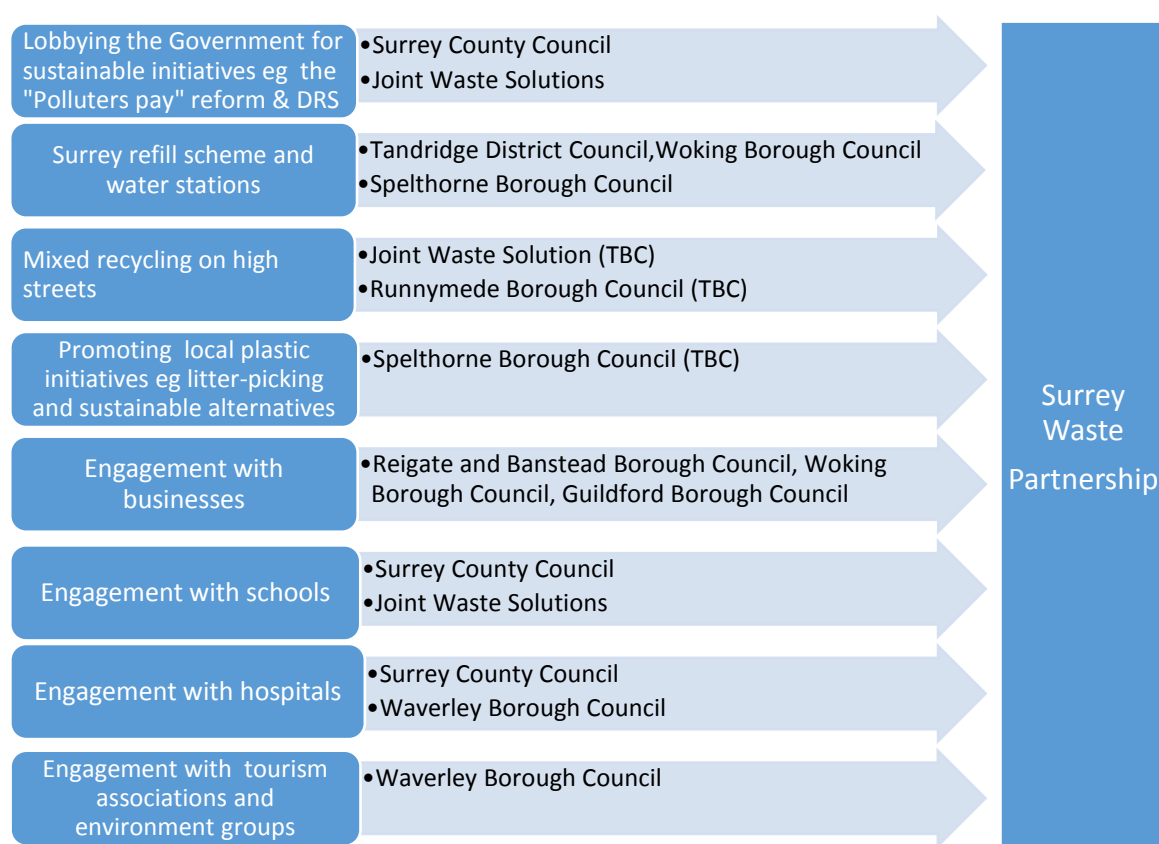 Lobbying the Government for
sustainable initiatives eg  the
"Polluters pay" reform & DRS
•Surrey County Council
•Joint Waste Solutions
Surrey refill scheme and
water stations
•Tandridge District Council,Woking Borough Council
•Spelthorne Borough Council
Mixed recycling on high
streets
•Joint Waste Solution (TBC)
•Runnymede Borough Council (TBC)
Promoting  local plastic
initiatives eg litter-picking
and sustainable alternatives
•Spelthorne Borough Council (TBC)
Engagement with
businesses
•Reigate and Banstead Borough Council, Woking
Borough Council, Guildford Borough Council
Engagement with schools
•Surrey County Council
•Joint Waste Solutions
Engagement with hospitals
•Surrey County Council
•Waverley Borough Council
Engagement with  tourism
associations and
environment groups
•Waverley Borough Council
Surrey
Waste
Partnership